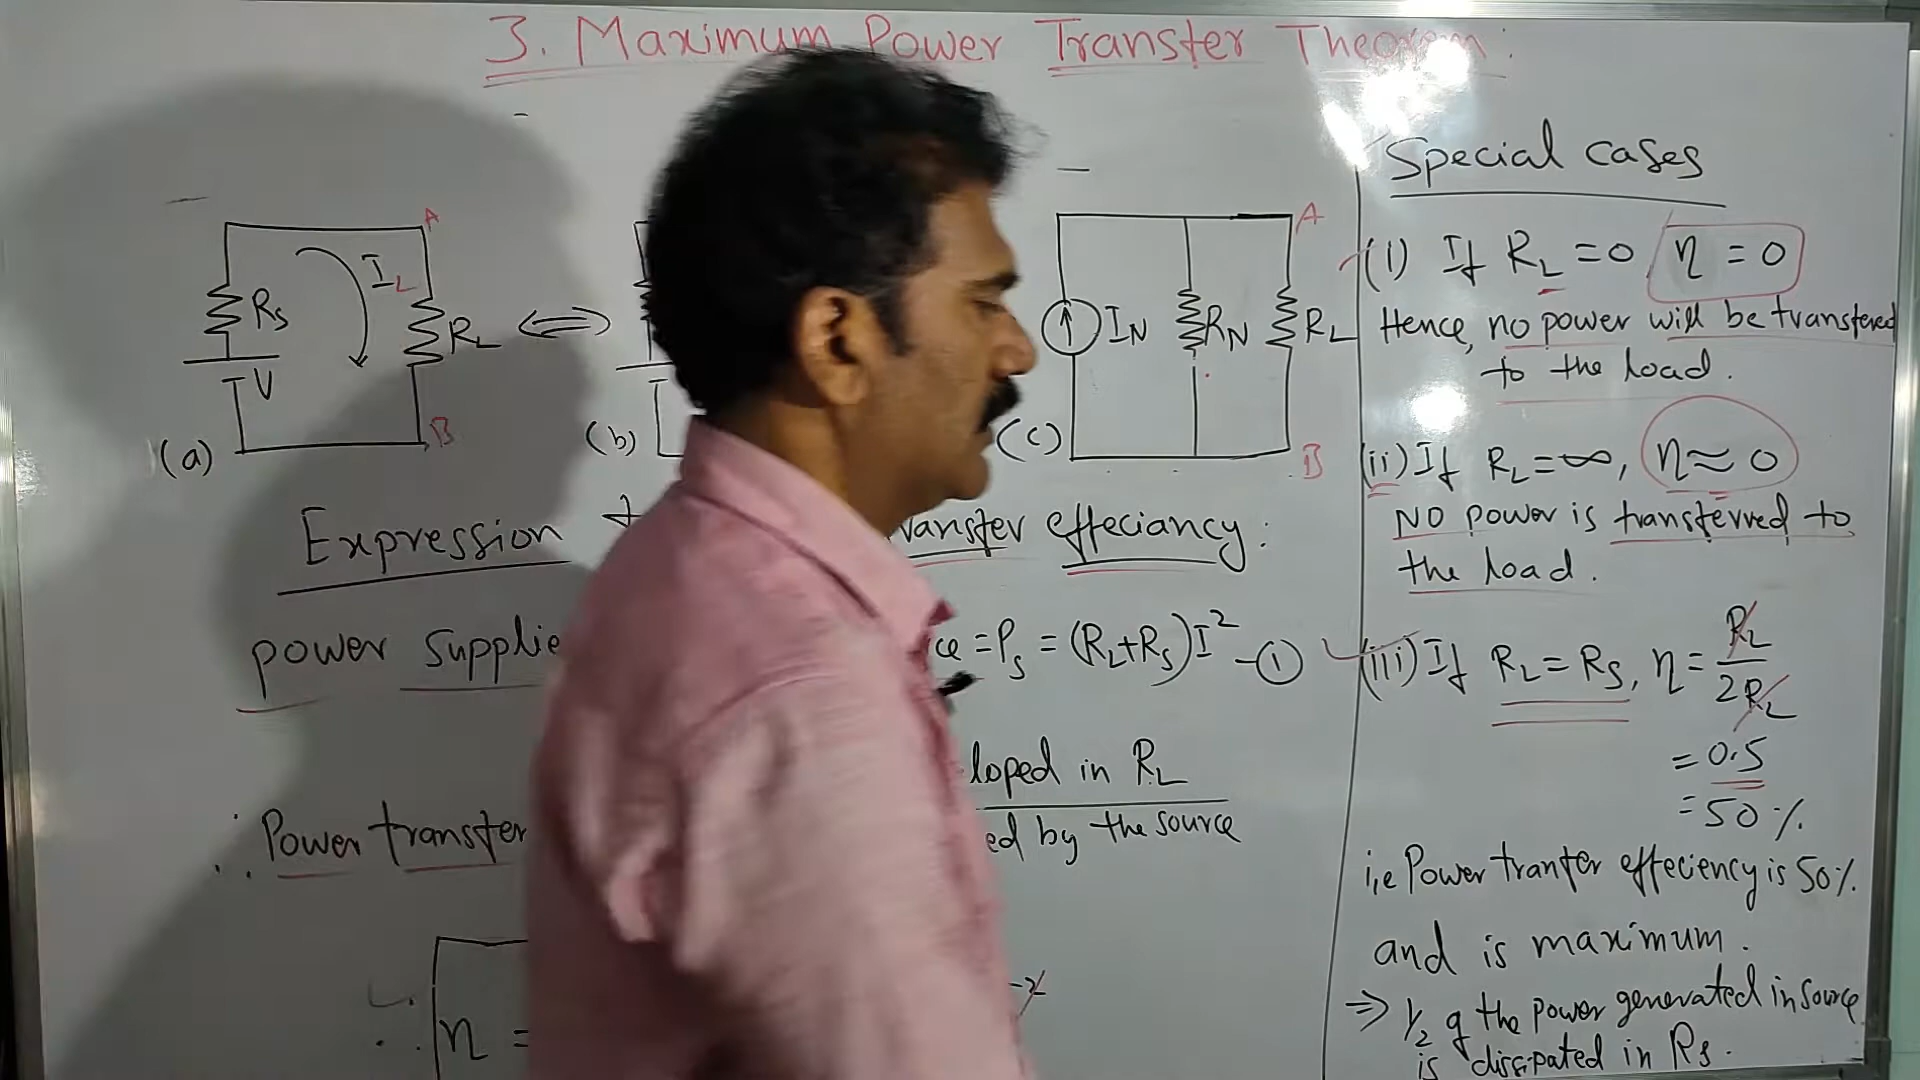 3. Maximum Power Transfer Theorem:
A
Rs
IL
RL
V
B
(a)
(b)
A
IN
RN
RL
B
(c)
Expression transfer effeciancy:
power supplie ce = Ps = (RL+Rs)I² - ①
loped in RL
∴ Power transfer ed by the source
∴ η =
Special cases
(i) If RL = 0 η = 0
Hence, no power will be transfered
to the load.
(ii) If RL = ∞, η ≈ 0
NO power is transferred to
the load.
(iii) If RL = Rs, η = RL / 2RL
= 0.5
= 50%
i,e Power tranfer effeciency is 50%
and is maximum.
⇒ 1/2 of the power generated in source
is dissipated in Rs.